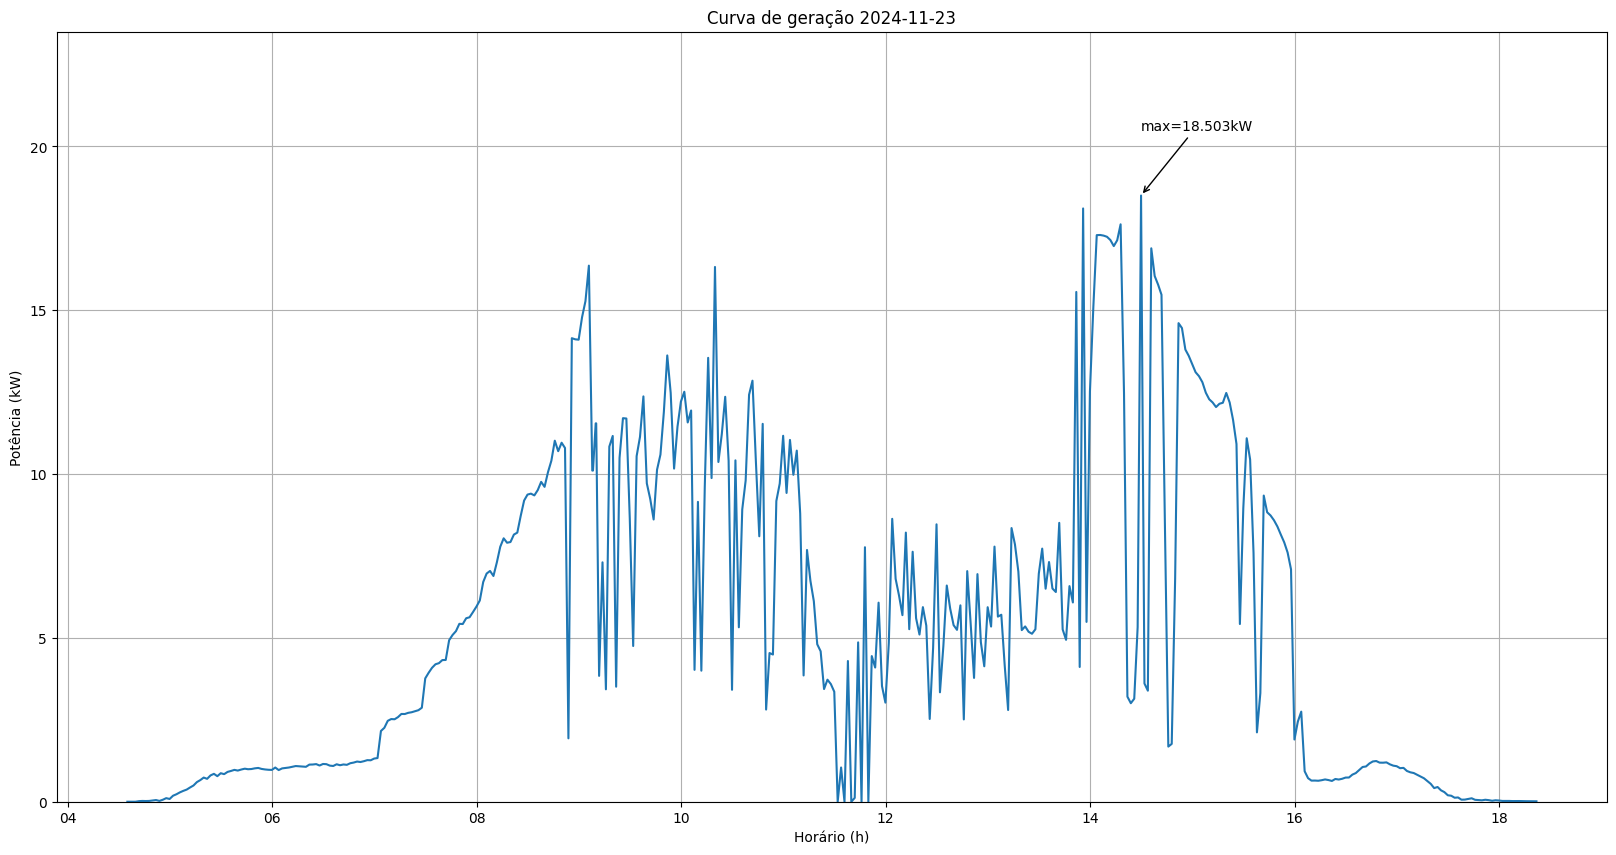 Curva de geração 2024-11-23
max=18.503kW
Potência (kW)
20
15
10
5
0
04 06 08 10 12 14 16 18
Horário (h)